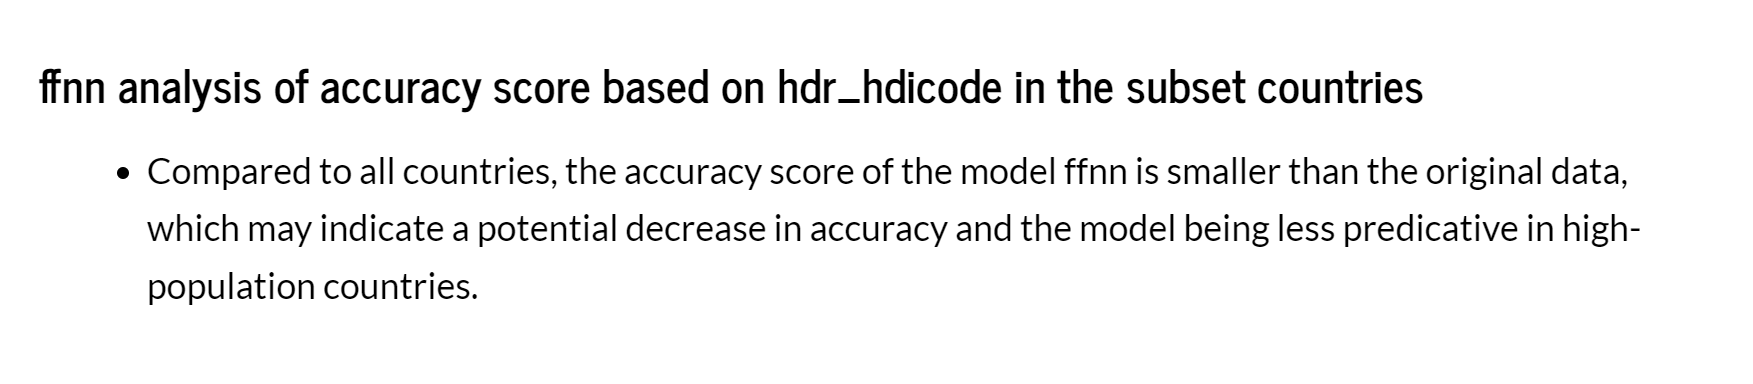 ffnn analysis of accuracy score based on hdr_hdicode in the subset countries
• Compared to all countries, the accuracy score of the model ffnn is smaller than the original data,
which may indicate a potential decrease in accuracy and the model being less predicative in high-
population countries.